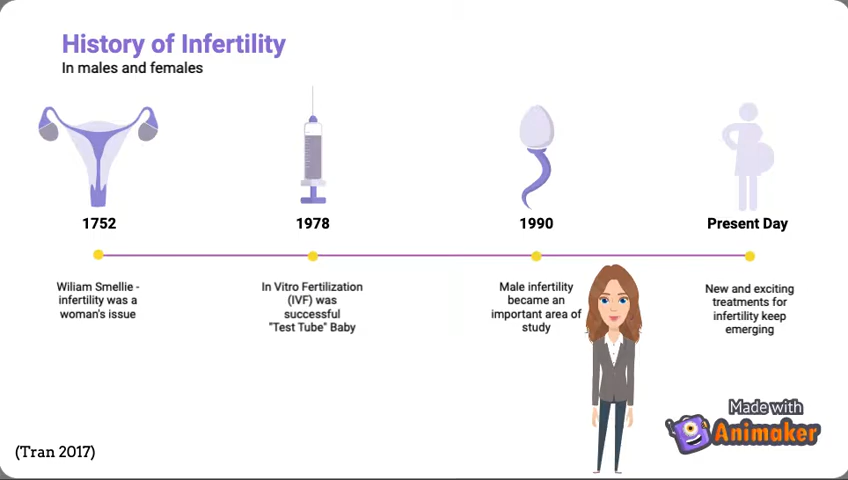 History of Infertility
In males and females
1752
1978
1990
Present Day
Wiliam Smellie -
infertility was a
woman's issue
In Vitro Fertilization
(IVF) was
successful
"Test Tube" Baby
Male infertility
became an
important area of
study
New and exciting
treatments for
infertility keep
emerging
Made with
Animaker
(Tran 2017)